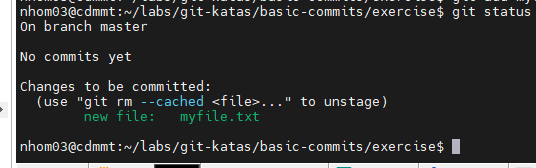 nhom03@cdmmt:~/labs/git-katas/basic-commits/exercise$ git status
On branch master
No commits yet
Changes to be committed:
(use "git rm --cached <file>..." to unstage)
new file: myfile.txt
nhom03@cdmmt:~/labs/git-katas/basic-commits/exercise$